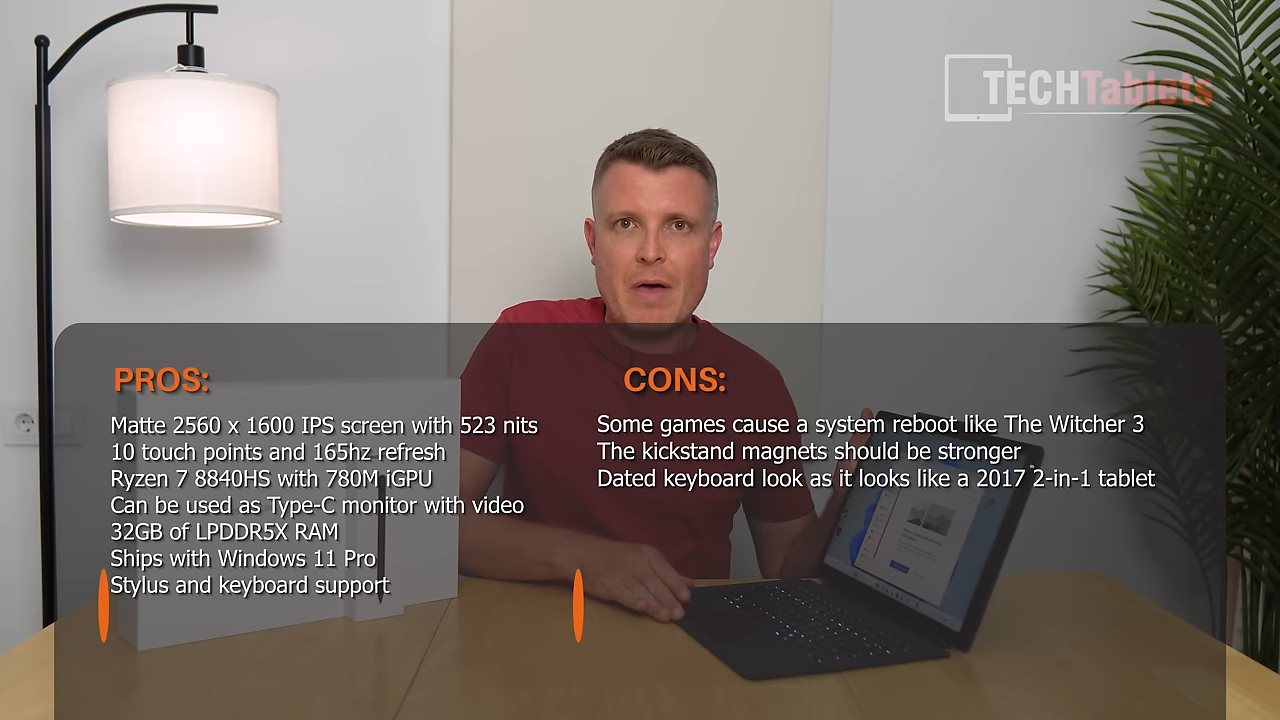 TECHTablets
PROS:
Matte 2560 x 1600 IPS screen with 523 nits
10 touch points and 165hz refresh
Ryzen 7 8840HS with 780M iGPU
Can be used as Type-C monitor with video
32GB of LPDDR5X RAM
Ships with Windows 11 Pro
Stylus and keyboard support
CONS:
Some games cause a system reboot like The Witcher 3
The kickstand magnets should be stronger
Dated keyboard look as it looks like a 2017 2-in-1 tablet